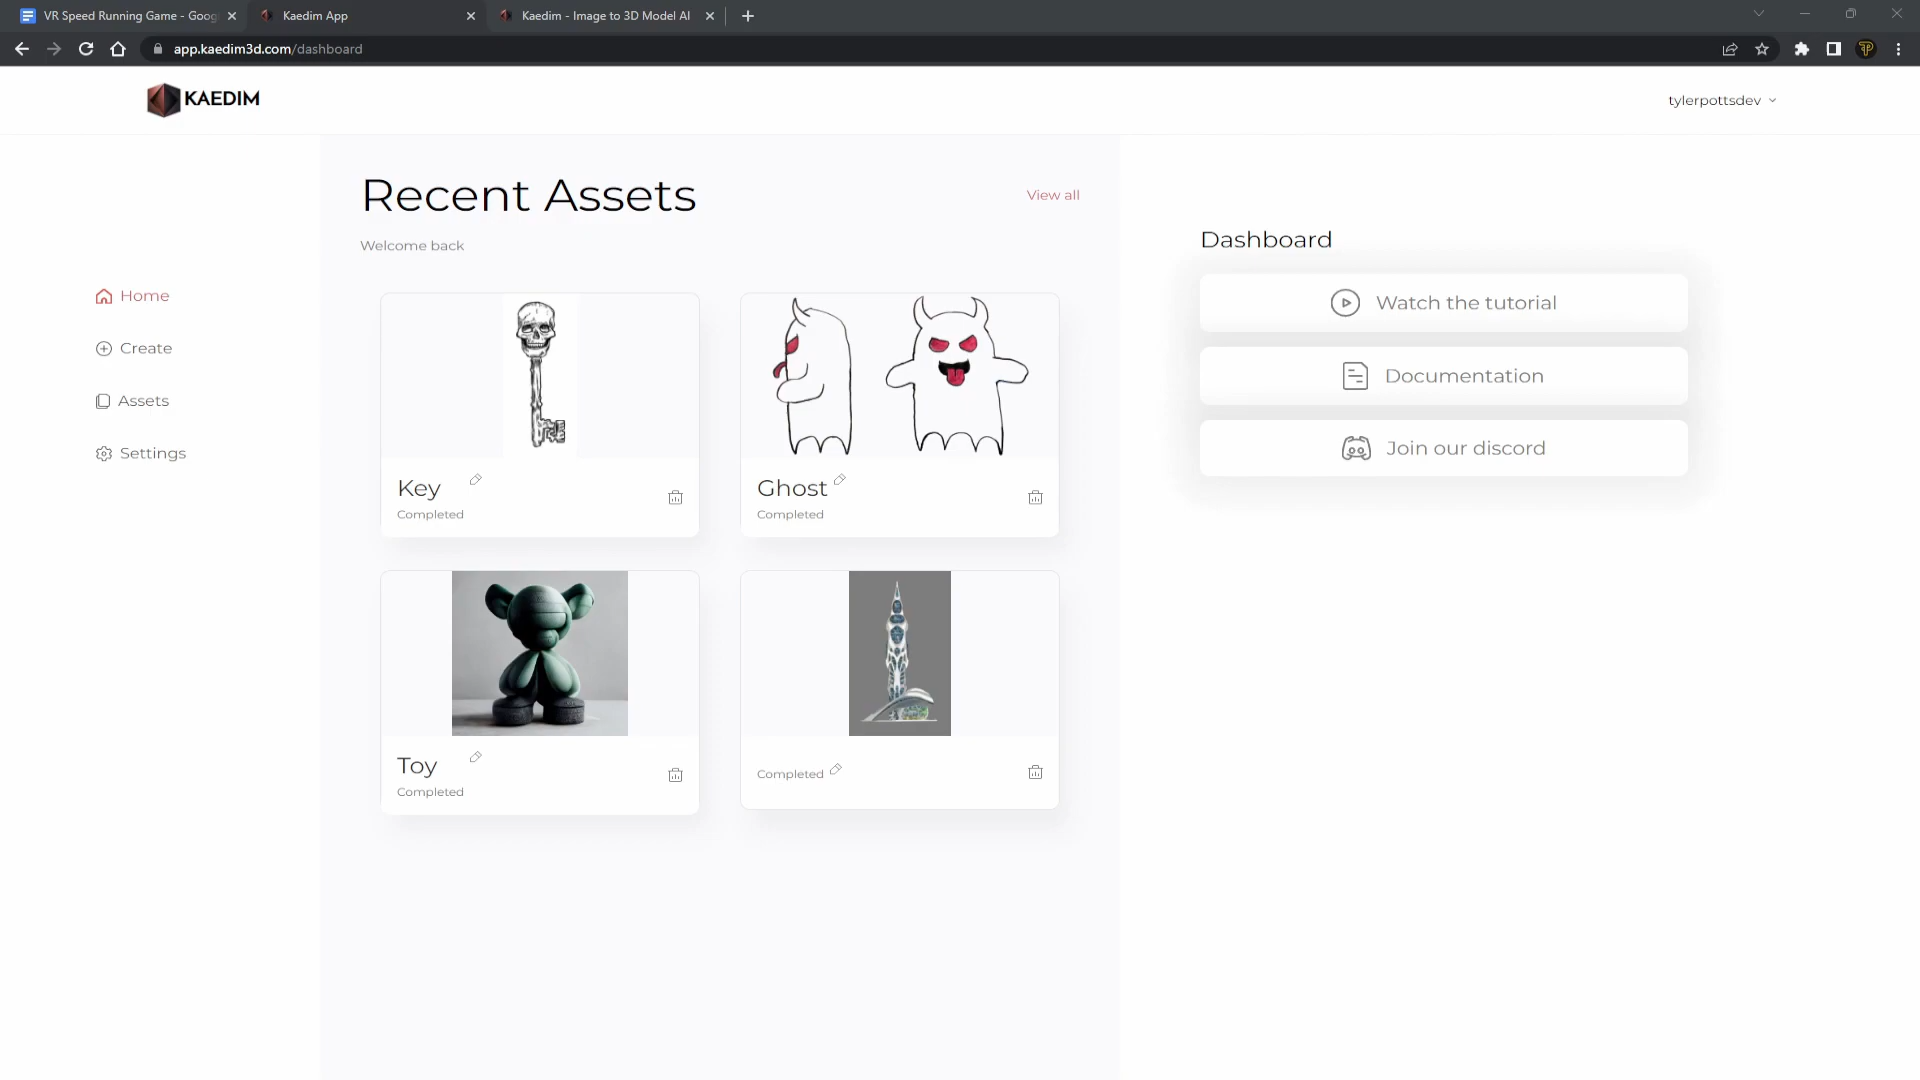 VR Speed Running Game - Goog
Kaedim App
Kaedim - Image to 3D Model AI
app.kaedim3d.com/dashboard
KAEDIM
tylerpottsdev
Recent Assets
View all
Welcome back
Dashboard
Home
Create
Assets
Settings
Watch the tutorial
Documentation
Join our discord
Key
Completed
Ghost
Completed
Toy
Completed
Completed